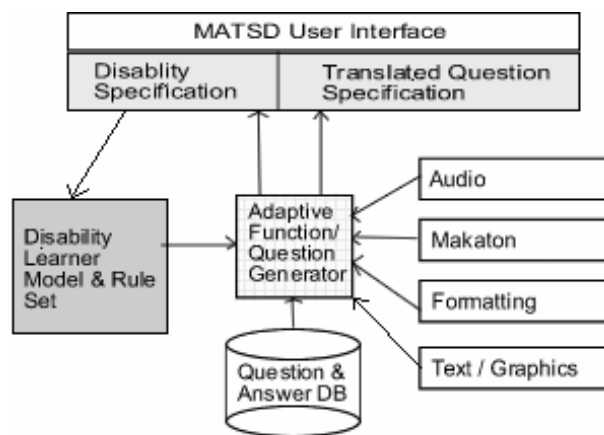 MATSD User Interface
Disablity
Specification
Translated Question
Specification
Disability
Learner
Model & Rule
Set
Adaptive
Function/
Question
Generator
Audio
Makaton
Formatting
Text / Graphics
Question &
Answer DB